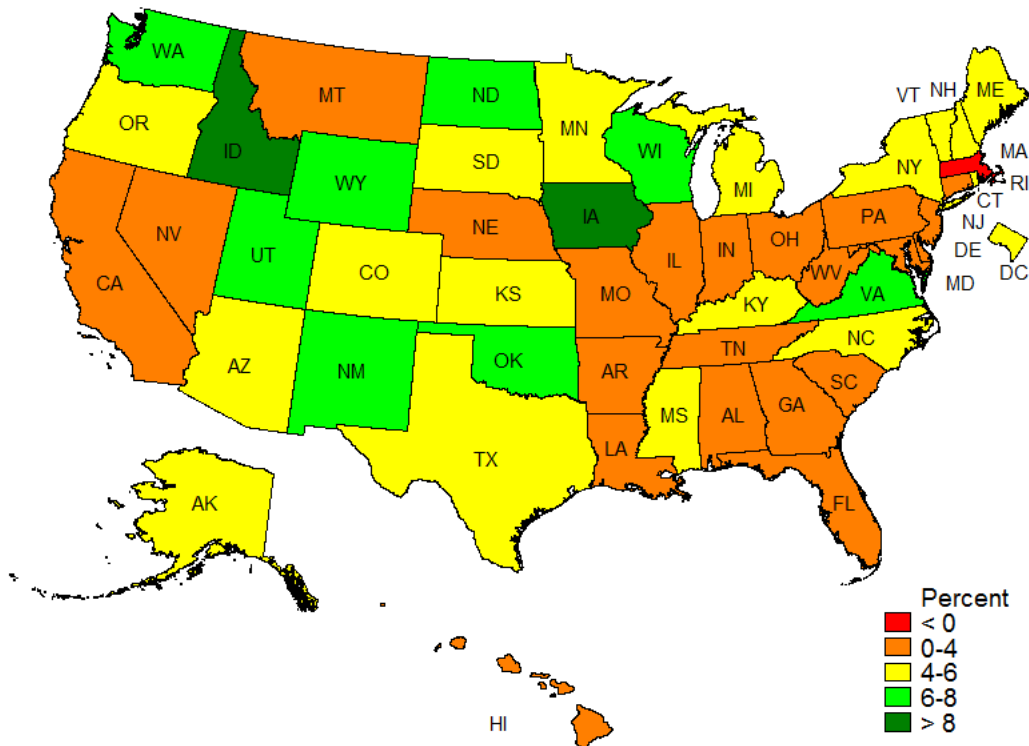 WA
MT
ND
MN
VT
NH
ME
OR
ID
SD
WI
MI
NY
MA
RI
CT
WY
NE
IA
PA
NJ
NV
UT
IL
IN
OH
DE
DC
CA
CO
KS
MO
WV
VA
MD
KY
AZ
NM
OK
AR
TN
NC
SC
MS
AL
GA
TX
LA
AK
FL
HI
Percent
< 0
0-4
4-6
6-8
> 8